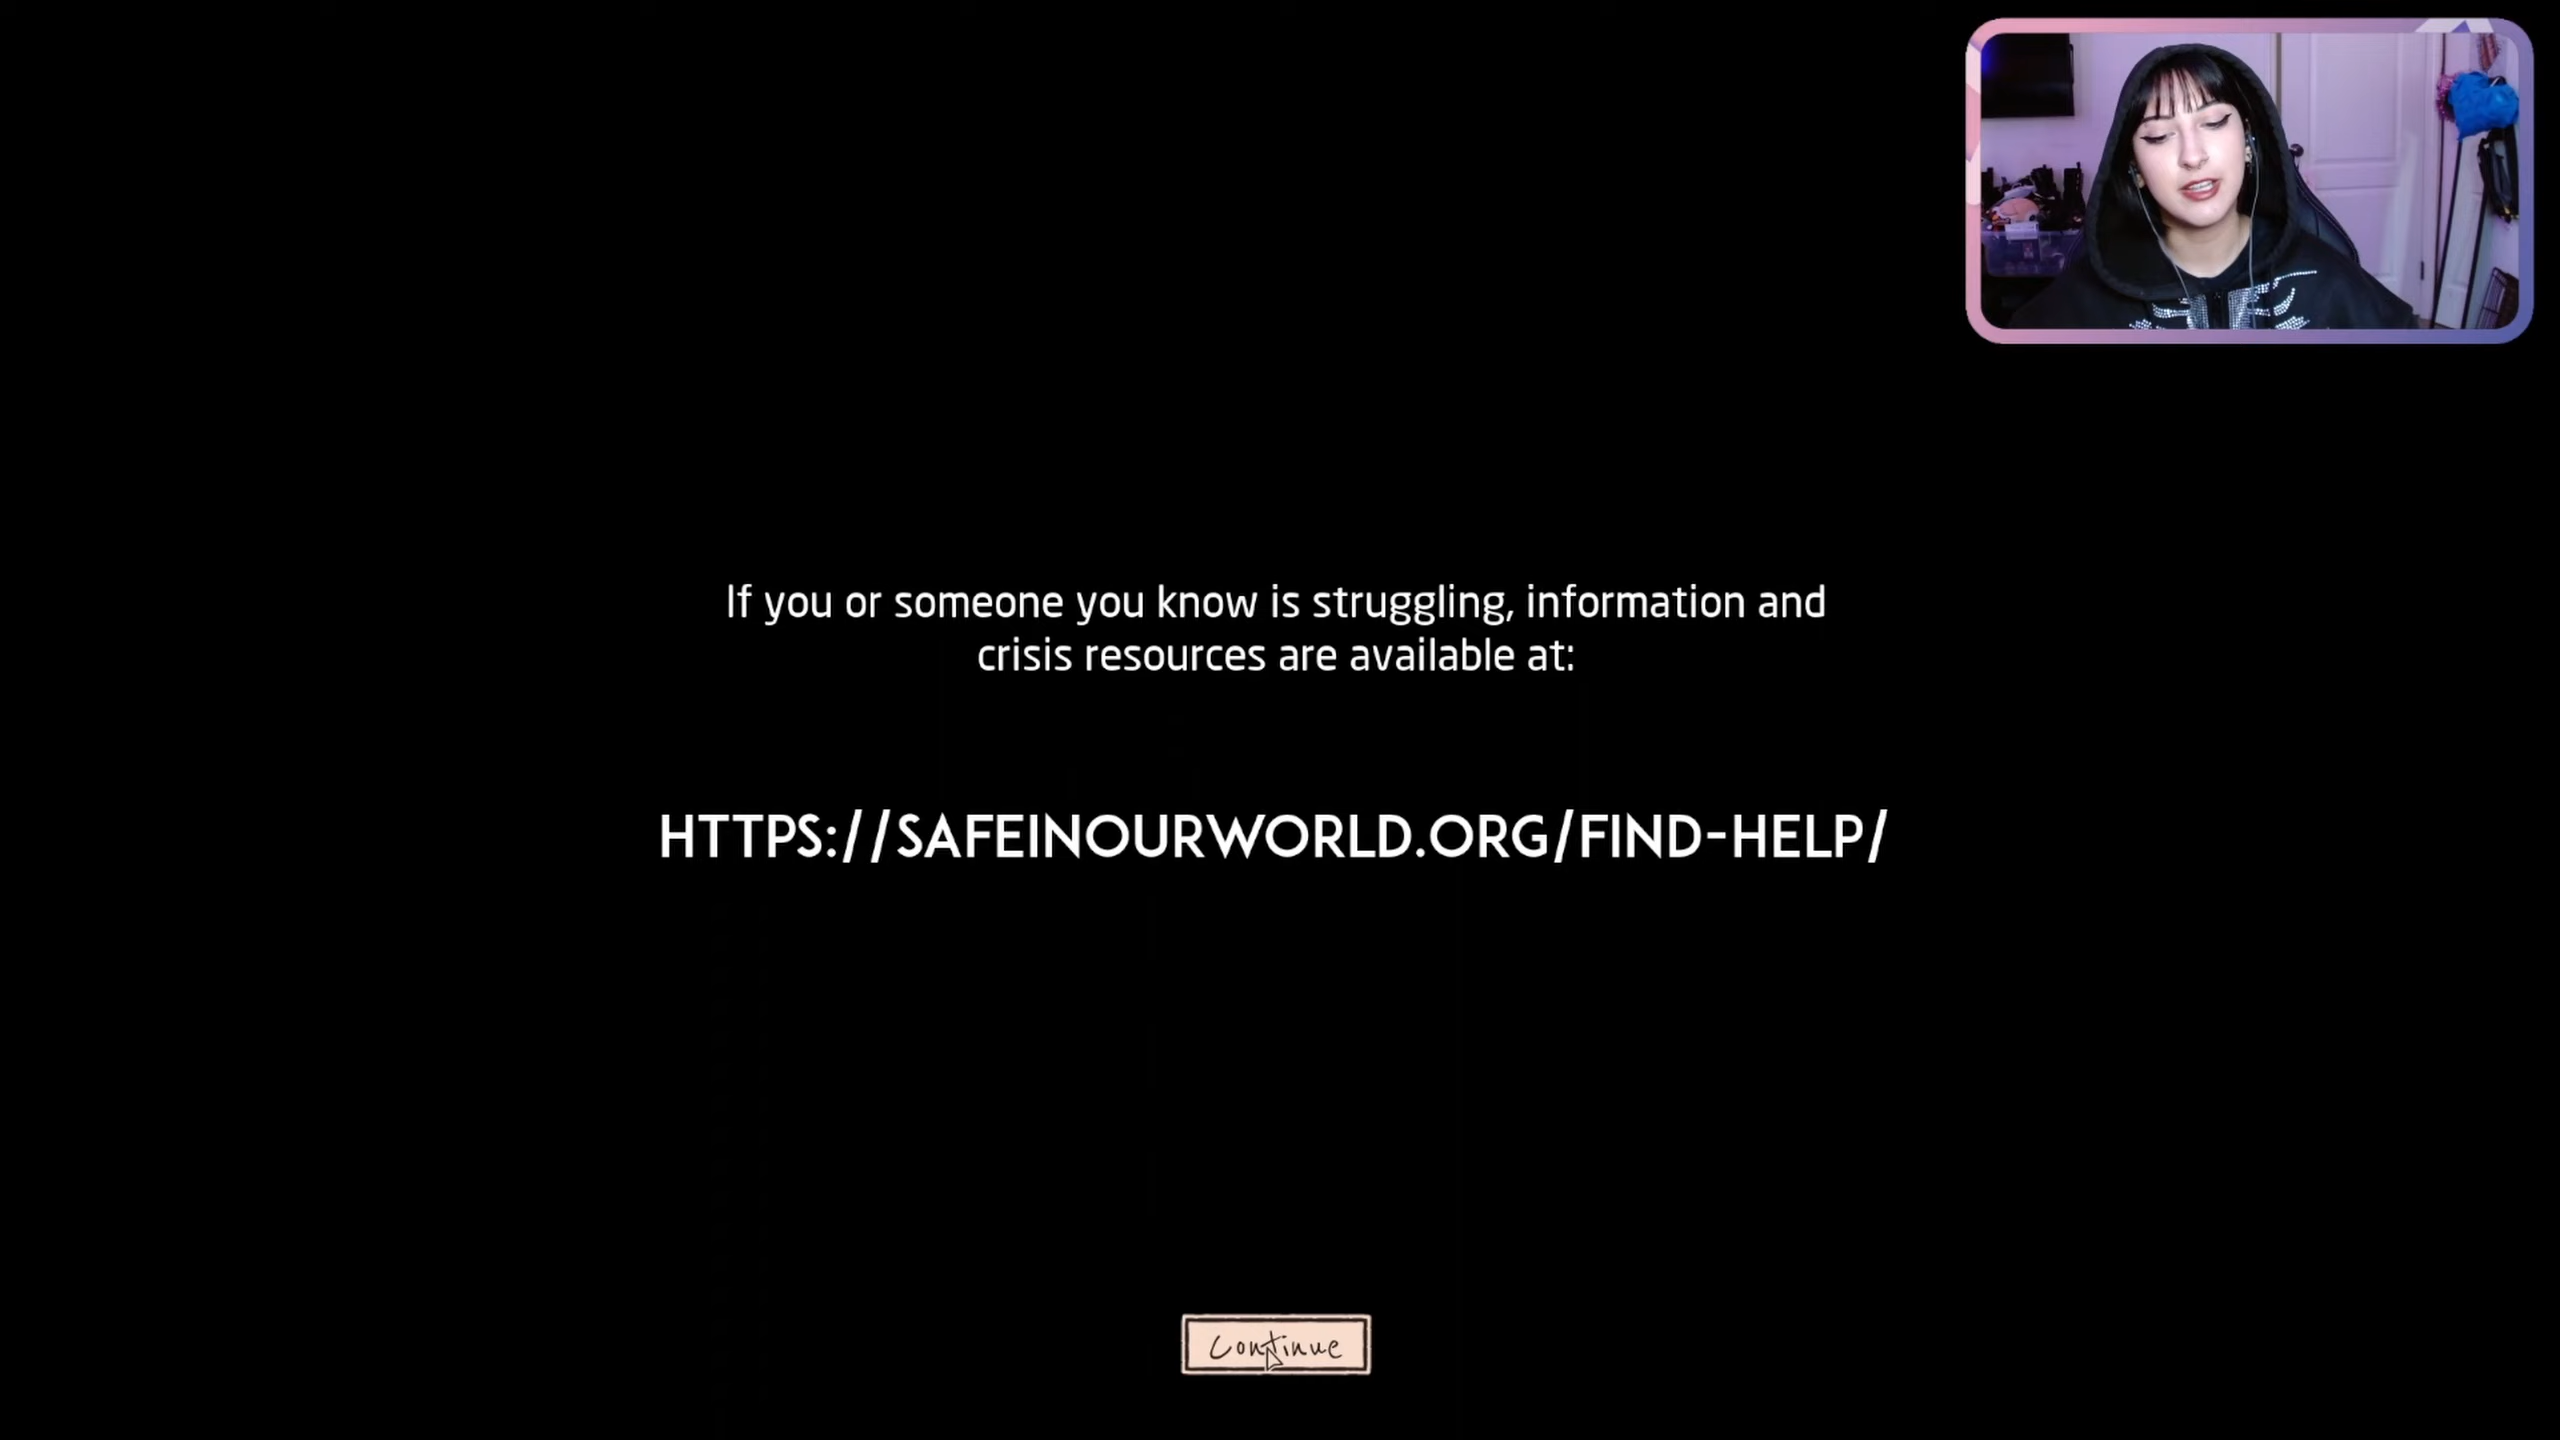 If you or someone you know is struggling, information and
crisis resources are available at:
HTTPS://SAFEINOURWORLD.ORG/FIND-HELP/
Continue